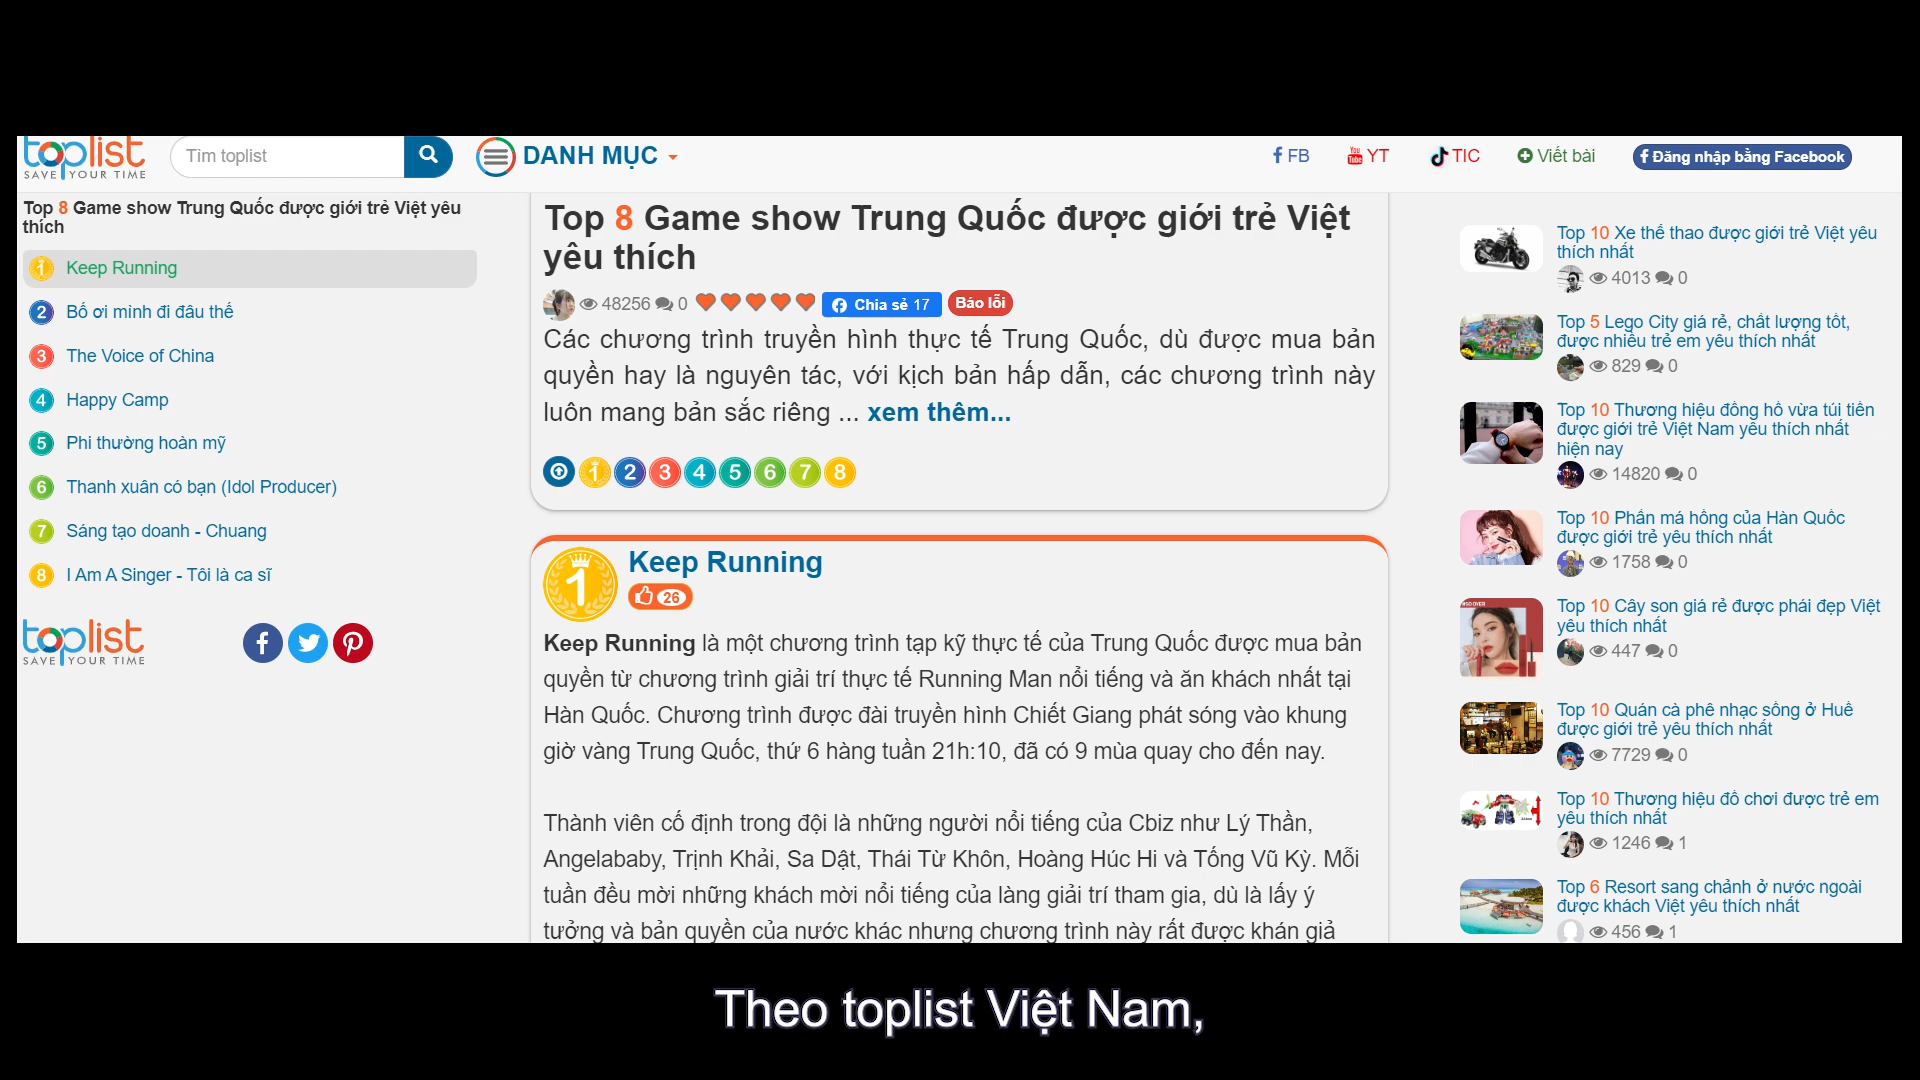 toplist
SAVE YOUR TIME
Tìm toplist
DANH MỤC
FB
You Tube YT
TIC
Viết bài
f Đăng nhập bằng Facebook
Top 8 Game show Trung Quốc được giới trẻ Việt yêu
thích
1 Keep Running
2 Bố ơi mình đi đâu thế
3 The Voice of China
4 Happy Camp
5 Phi thường hoàn mỹ
6 Thanh xuân có bạn (Idol Producer)
7 Sáng tạo doanh - Chuang
8 I Am A Singer - Tôi là ca sĩ
toplist
SAVE YOUR TIME
Top 8 Game show Trung Quốc được giới trẻ Việt
yêu thích
48256 0 Chia sẻ 17 Báo lỗi
Các chương trình truyền hình thực tế Trung Quốc, dù được mua bản
quyền hay là nguyên tác, với kịch bản hấp dẫn, các chương trình này
luôn mang bản sắc riêng ... xem thêm...
1 2 3 4 5 6 7 8
1 Keep Running
26
Keep Running là một chương trình tạp kỹ thực tế của Trung Quốc được mua bản
quyền từ chương trình giải trí thực tế Running Man nổi tiếng và ăn khách nhất tại
Hàn Quốc. Chương trình được đài truyền hình Chiết Giang phát sóng vào khung
giờ vàng Trung Quốc, thứ 6 hàng tuần 21h:10, đã có 9 mùa quay cho đến nay.
Thành viên cố định trong đội là những người nổi tiếng của Cbiz như Lý Thần,
Angelababy, Trịnh Khải, Sa Dật, Thái Từ Khôn, Hoàng Húc Hi và Tống Vũ Kỳ. Mỗi
tuần đều mời những khách mời nổi tiếng của làng giải trí tham gia, dù là lấy ý
tưởng và bản quyền của nước khác nhưng chương trình này rất được khán giả
Top 10 Xe thể thao được giới trẻ Việt yêu
thích nhất
4013 0
Top 5 Lego City giá rẻ, chất lượng tốt,
được nhiều trẻ em yêu thích nhất
829 0
Top 10 Thương hiệu đồng hồ vừa túi tiền
được giới trẻ Việt Nam yêu thích nhất
hiện nay
14820 0
Top 10 Phấn má hồng của Hàn Quốc
được giới trẻ yêu thích nhất
1758 0
Top 10 Cây son giá rẻ được phái đẹp Việt
yêu thích nhất
447 0
Top 10 Quán cà phê nhạc sống ở Huế
được giới trẻ yêu thích nhất
7729 0
Top 10 Thương hiệu đồ chơi được trẻ em
yêu thích nhất
1246 1
Top 6 Resort sang chảnh ở nước ngoài
được khách Việt yêu thích nhất
456 1
Theo toplist Việt Nam,